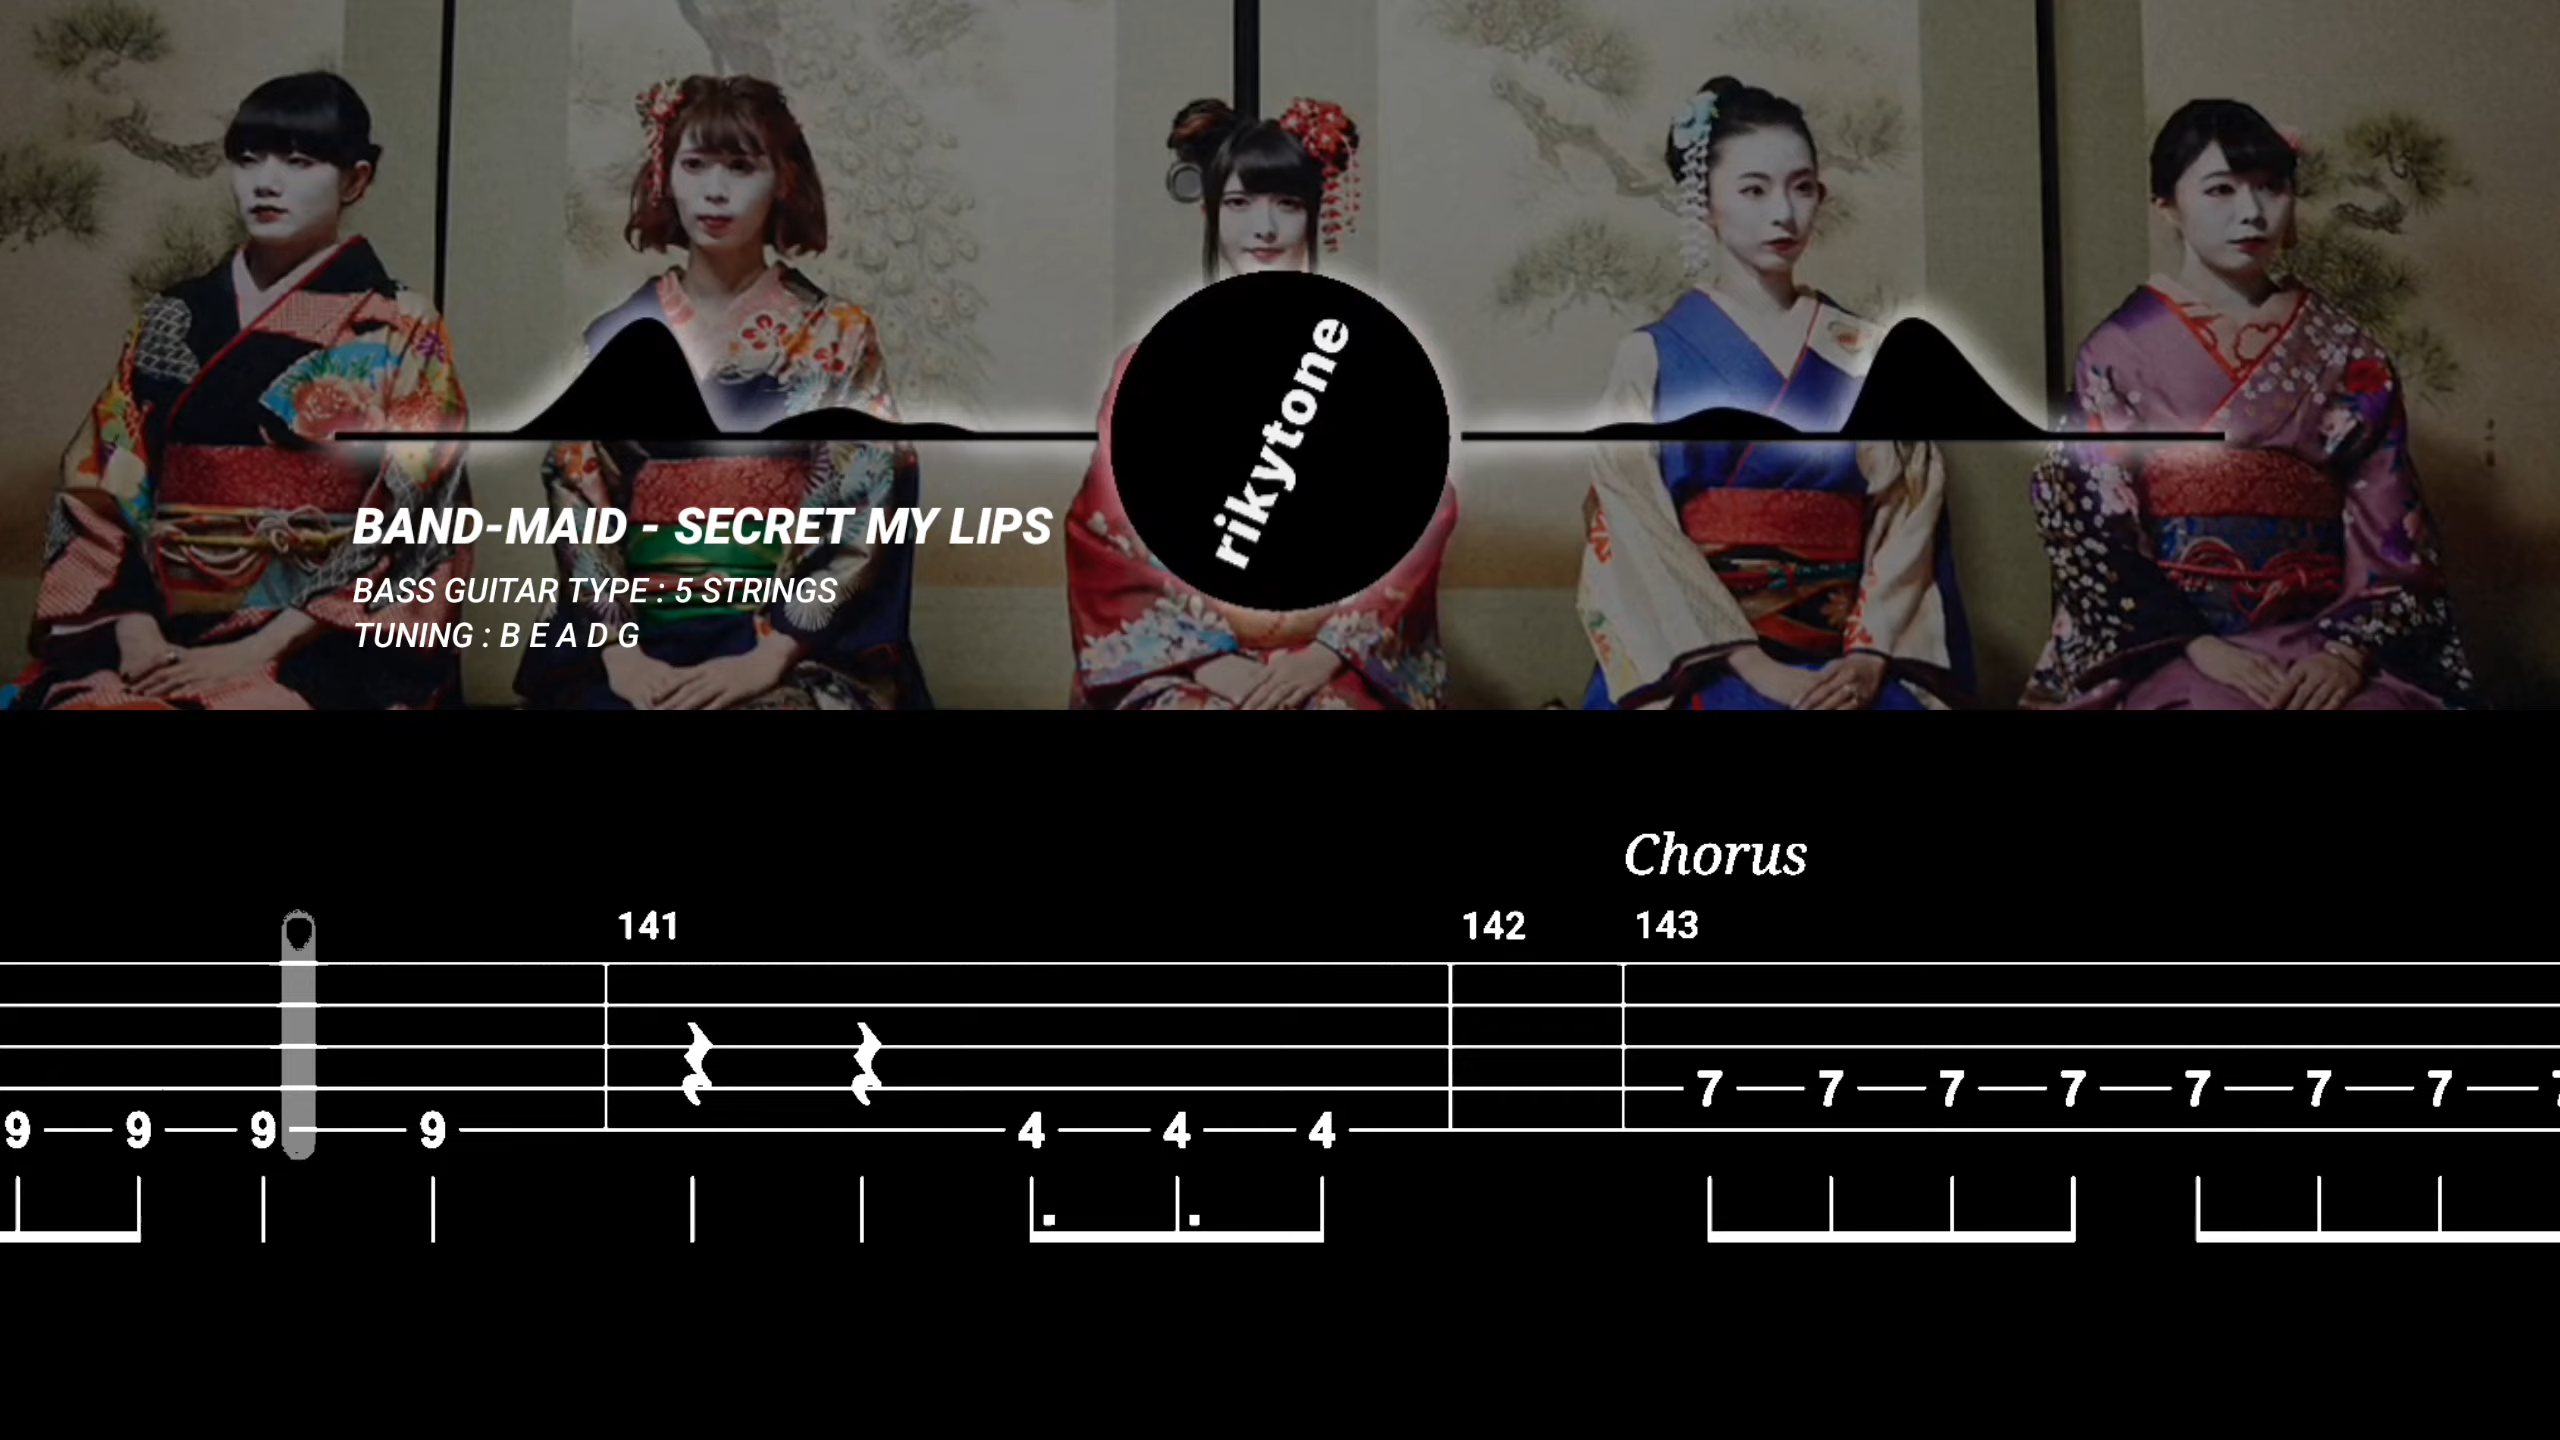 rikytone
BAND-MAID - SECRET MY LIPS
BASS GUITAR TYPE : 5 STRINGS
TUNING : B E A D G
Chorus
141 142 143
7 7 7 7 7 7 7 7
9 9 9 9 4 4 4